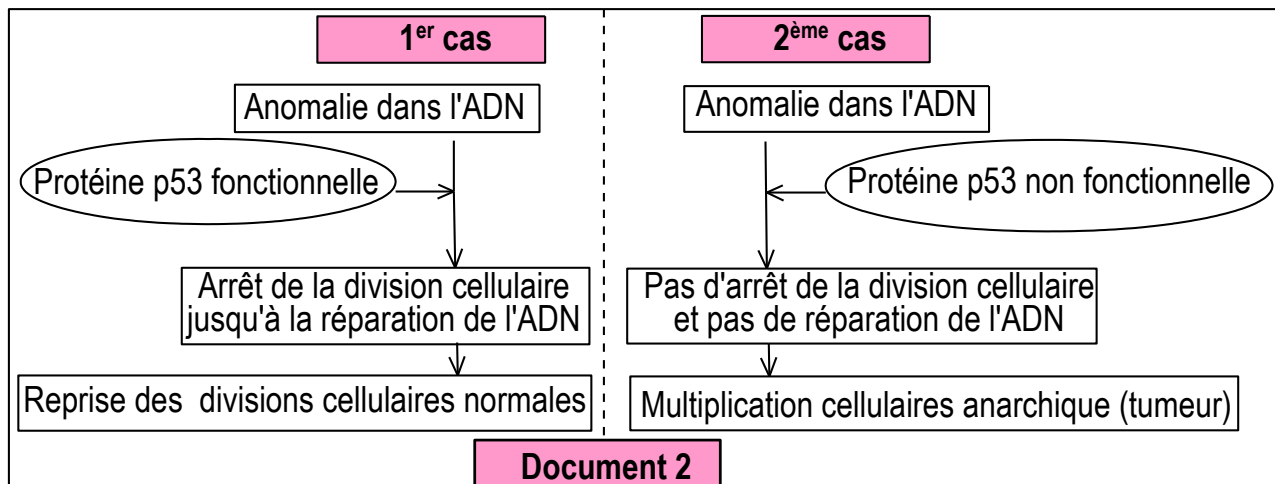 1er cas
Anomalie dans l'ADN
Protéine p53 fonctionnelle
Arrêt de la division cellulaire
jusqu'à la réparation de l'ADN
Reprise des divisions cellulaires normales
2ème cas
Anomalie dans l'ADN
Protéine p53 non fonctionnelle
Pas d'arrêt de la division cellulaire
et pas de réparation de l'ADN
Multiplication cellulaires anarchique (tumeur)
Document 2